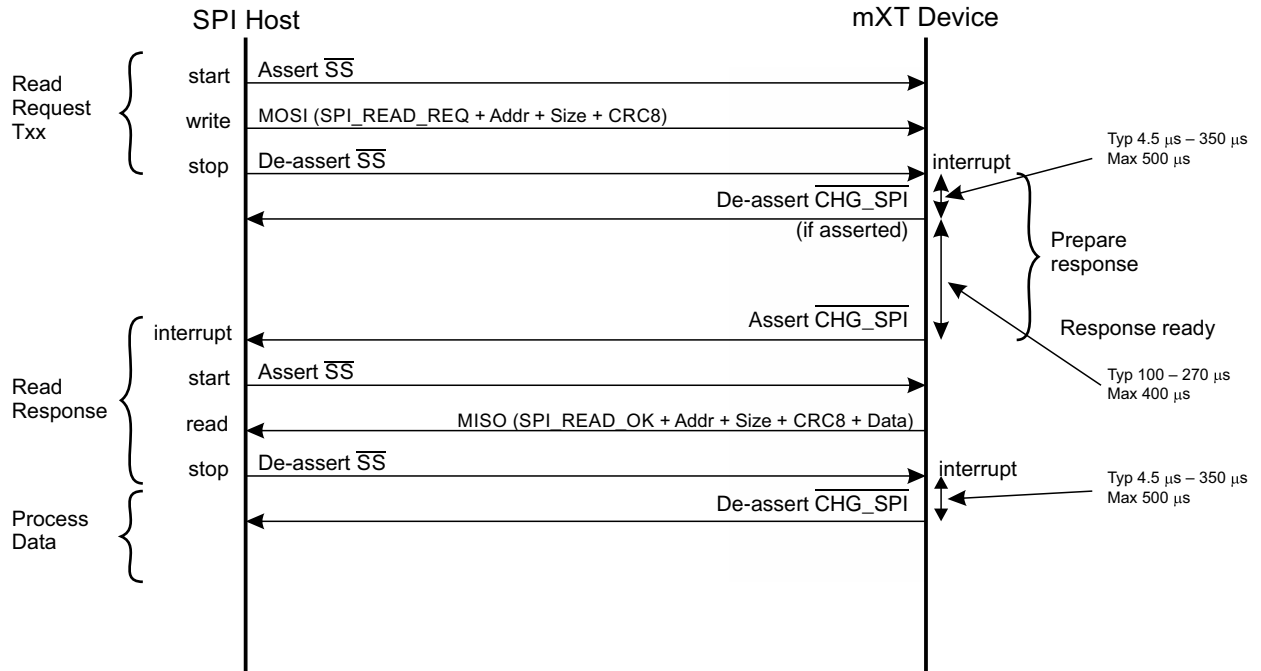 SPI Host
mXT Device
Read
Request
Txx
start
Assert SS
write
MOSI (SPI_READ_REQ + Addr + Size + CRC8)
stop
De-assert SS
interrupt
Typ 4.5 μs – 350 μs
Max 500 μs
De-assert CHG_SPI
(if asserted)
Prepare
response
Assert CHG_SPI
interrupt
Response ready
Read
Response
start
Assert SS
Typ 100 – 270 μs
Max 400 μs
read
MISO (SPI_READ_OK + Addr + Size + CRC8 + Data)
stop
De-assert SS
interrupt
Typ 4.5 μs – 350 μs
Max 500 μs
De-assert CHG_SPI
Process
Data